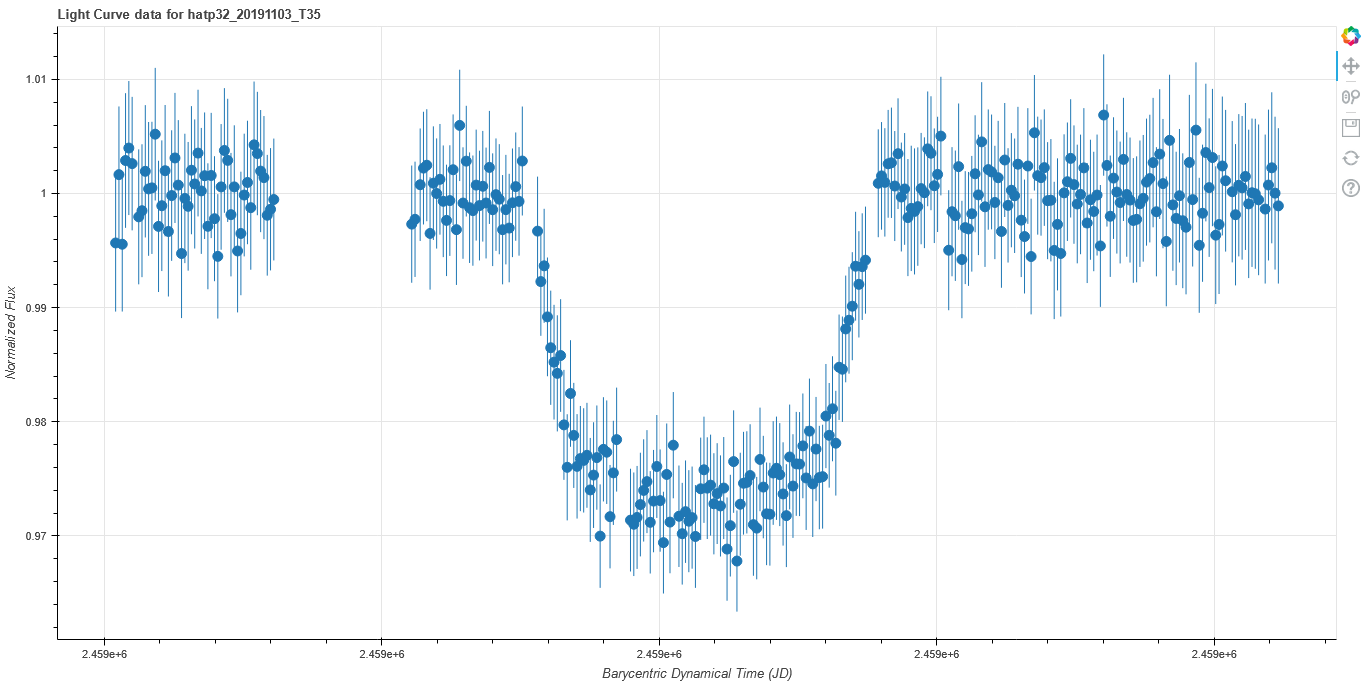 Light Curve data for hatp32_20191103_T35
1.01
1
0.99
0.98
0.97
Normalized Flux
2.459e+6 2.459e+6 2.459e+6 2.459e+6 2.459e+6
Barycentric Dynamical Time (JD)